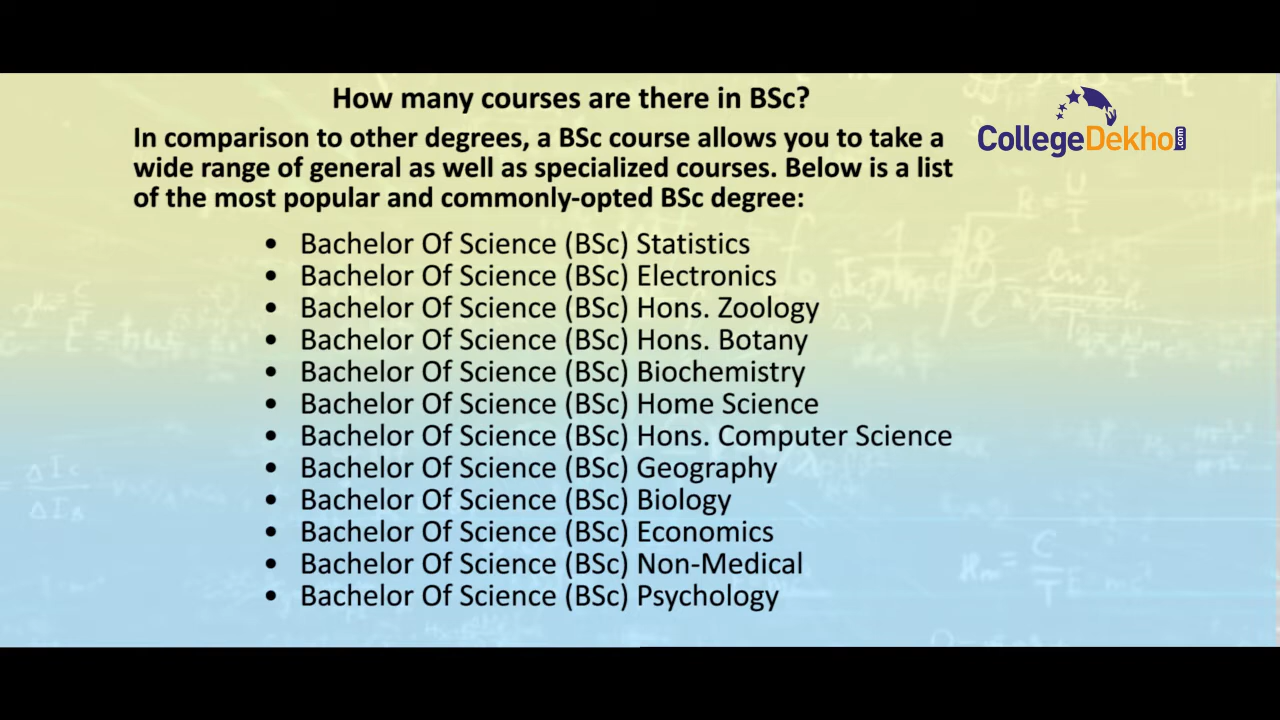 How many courses are there in BSc?
In comparison to other degrees, a BSc course allows you to take a
wide range of general as well as specialized courses. Below is a list
of the most popular and commonly-opted BSc degree:
• Bachelor Of Science (BSc) Statistics
• Bachelor Of Science (BSc) Electronics
• Bachelor Of Science (BSc) Hons. Zoology
• Bachelor Of Science (BSc) Hons. Botany
• Bachelor Of Science (BSc) Biochemistry
• Bachelor Of Science (BSc) Home Science
• Bachelor Of Science (BSc) Hons. Computer Science
• Bachelor Of Science (BSc) Geography
• Bachelor Of Science (BSc) Biology
• Bachelor Of Science (BSc) Economics
• Bachelor Of Science (BSc) Non-Medical
• Bachelor Of Science (BSc) Psychology
CollegeDekho.com